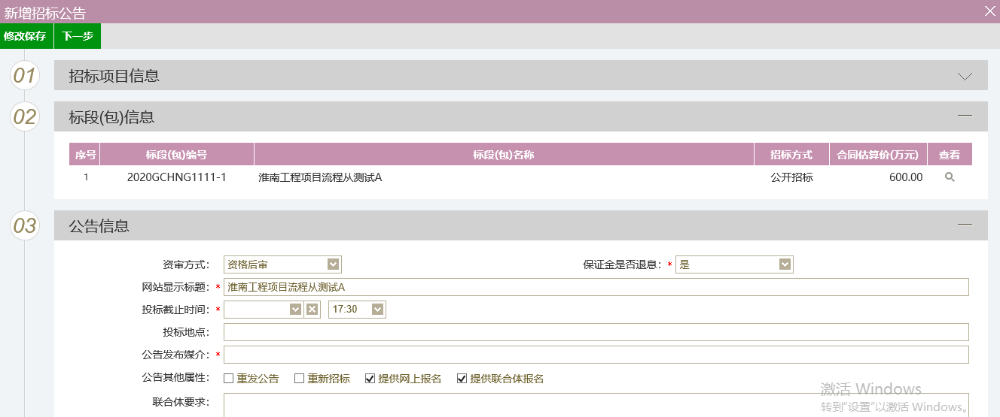 新增招标公告
修改保存 下一步
01 招标项目信息
02 标段(包)信息
序号 标段(包)编号 标段(包)名称 招标方式 合同估算价(万元) 查看
1 2020GCHNG1111-1 淮南工程项目流程从测试A 公开招标 600.00
03 公告信息
资审方式： 资格后审 保证金是否退息：* 是
网站显示标题：* 淮南工程项目流程从测试A
投标截止时间：* 17:30
投标地点：
公告发布媒介：*
公告其他属性： 重发公告 重新招标 提供网上报名 提供联合体报名
联合体要求：
激活 Windows
转到“设置”以激活 Windows。